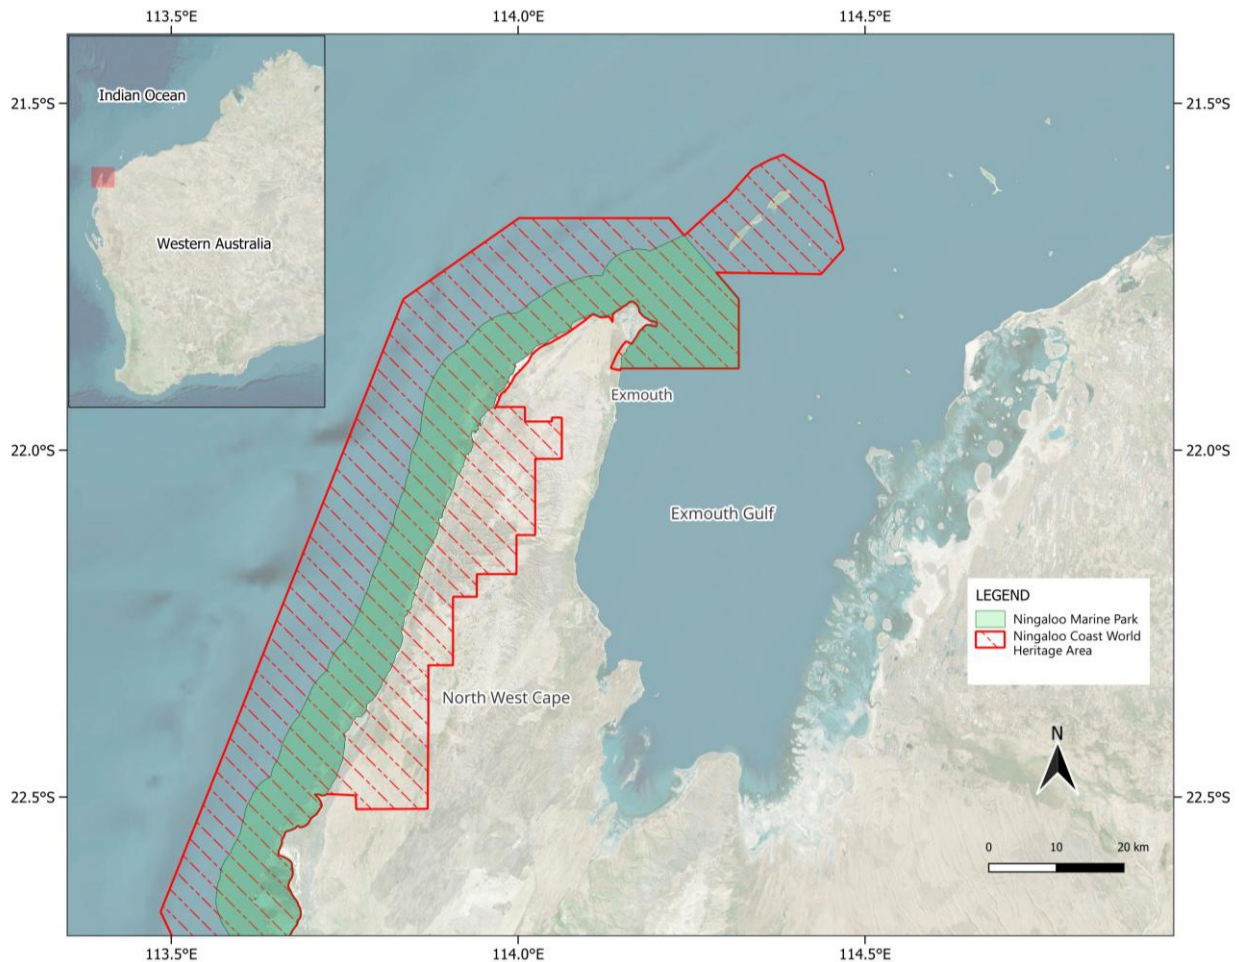 113.5°E
114.0°E
114.5°E
Indian Ocean
21.5°S
21.5°S
Western Australia
Exmouth
22.0°S
22.0°S
Exmouth Gulf
LEGEND
Ningaloo Marine Park
Ningaloo Coast World
Heritage Area
North West Cape
N
22.5°S
22.5°S
0 10 20 km
113.5°E
114.0°E
114.5°E